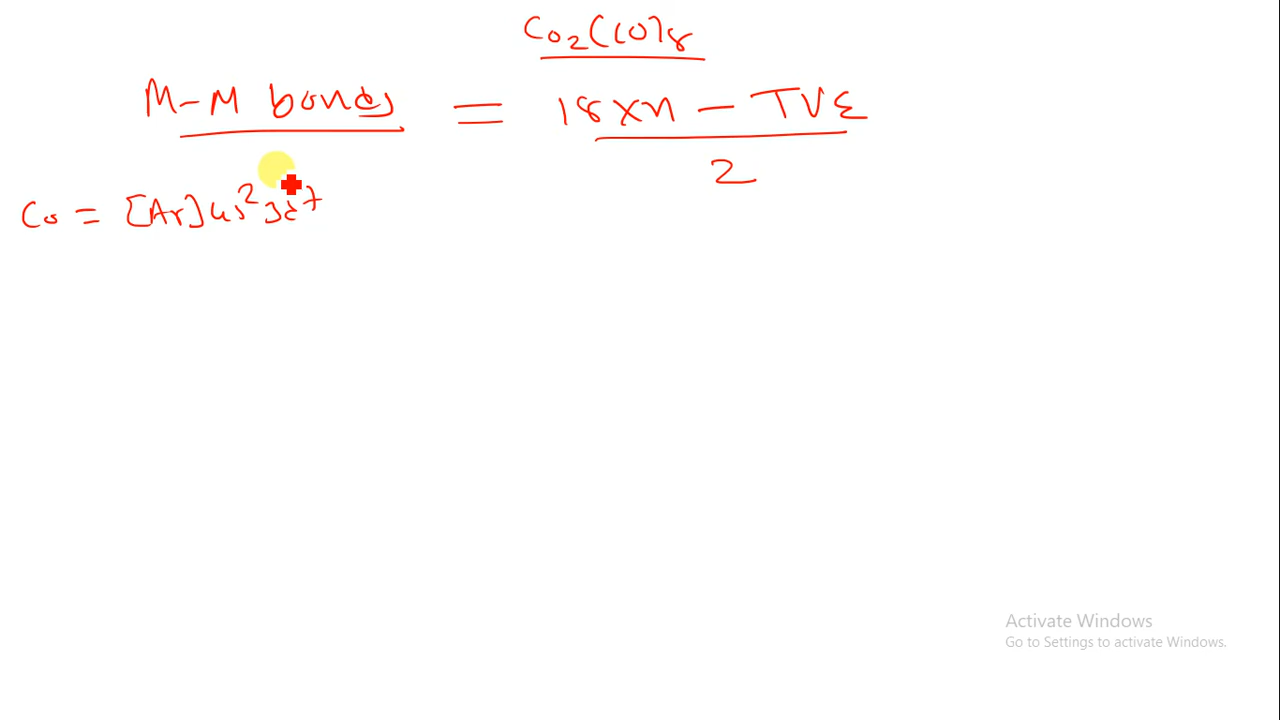 Co2(CO)8
M-M bonds = 18xn - TVE
2
Co = [Ar]4s2 3d7
Activate Windows
Go to Settings to activate Windows.